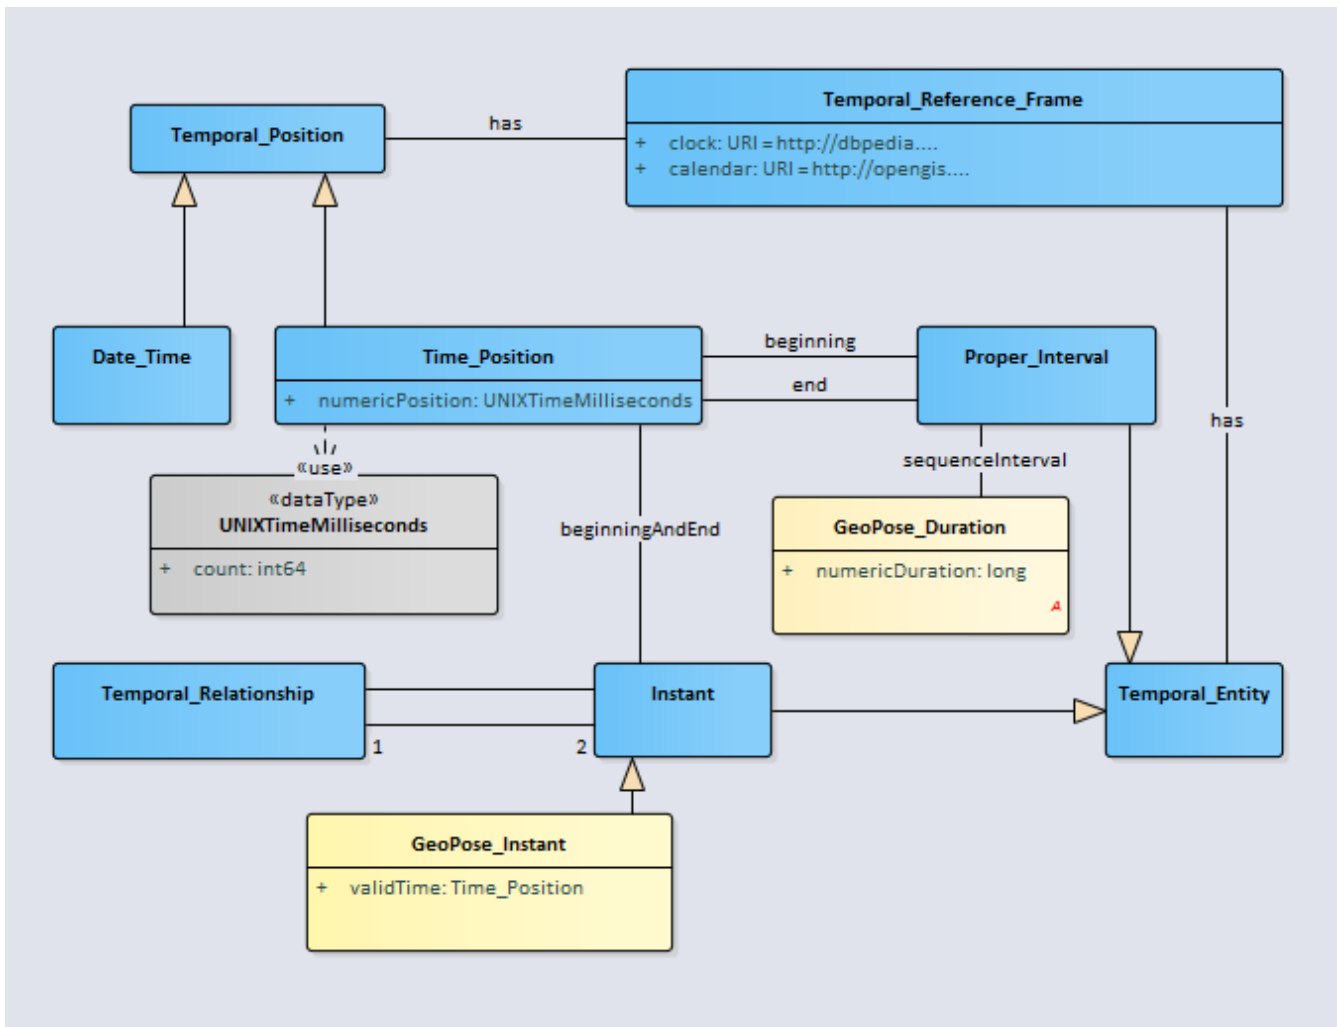 Temporal_Reference_Frame
+ clock: URI = http://dbpedia....
+ calendar: URI = http://opengis....
Temporal_Position
has
Date_Time
Time_Position
+ numericPosition: UNIXTimeMilliseconds
beginning
end
Proper_Interval
has
«use»
«dataType»
UNIXTimeMilliseconds
+ count: int64
beginningAndEnd
sequenceInterval
GeoPose_Duration
+ numericDuration: long
A
Temporal_Relationship
1
2
Instant
Temporal_Entity
GeoPose_Instant
+ validTime: Time_Position